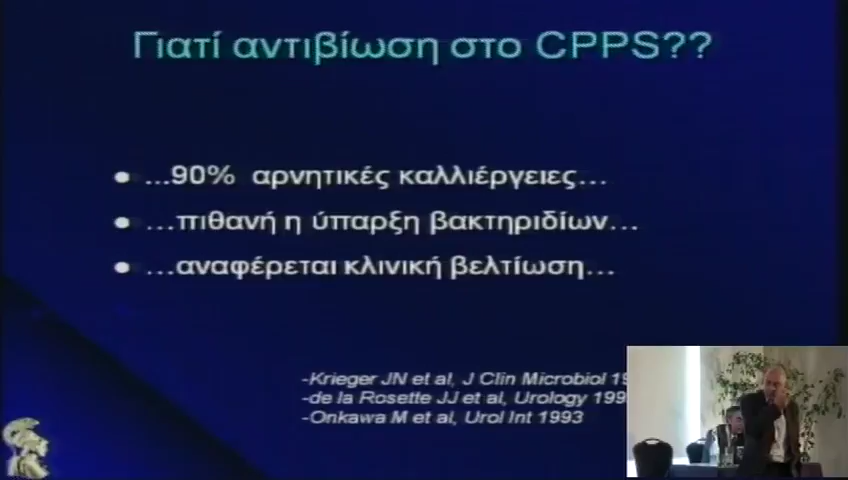 Γιατί αντιβίωση στο CPPS??
● ...90% αρνητικές καλλιέργειες...
● ...πιθανή η ύπαρξη βακτηριδίων...
● ...αναφέρεται κλινική βελτίωση...
-Krieger JN et al, J Clin Microbiol
-de la Rosette JJ et al, Urology
-Onkawa M et al, Urol Int 1993